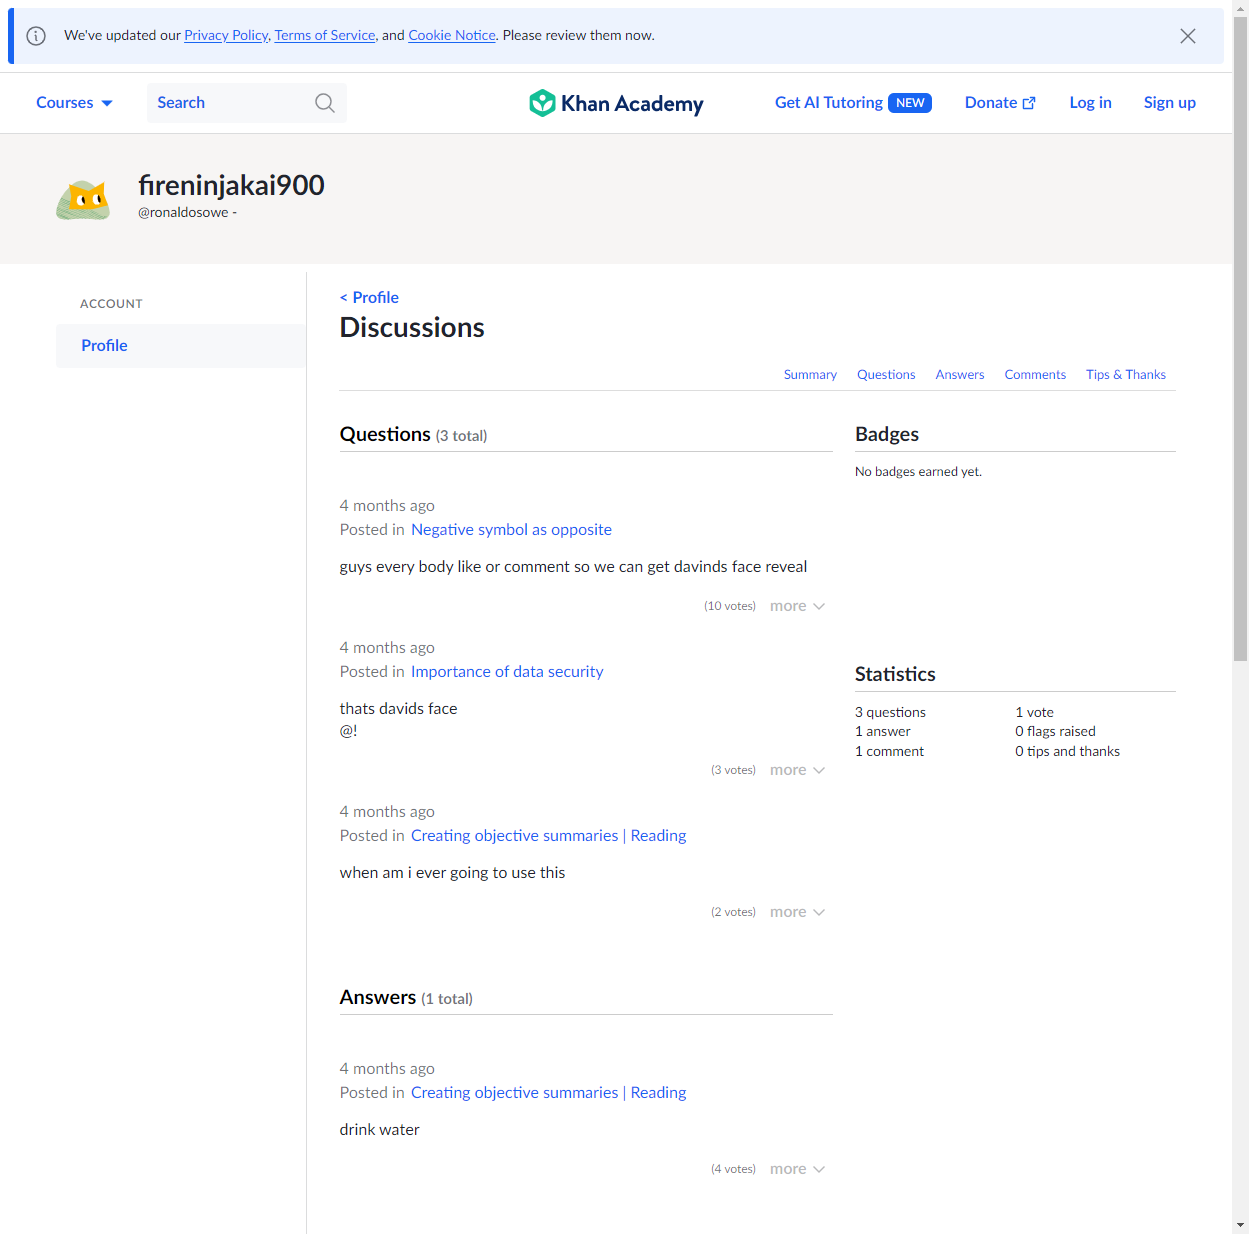 We've updated our Privacy Policy, Terms of Service, and Cookie Notice. Please review them now.
Courses
Search
Khan Academy
Get AI Tutoring NEW
Donate
Log in
Sign up
fireninjakai900
@ronaldosowe -
ACCOUNT
Profile
< Profile
Discussions
Summary Questions Answers Comments Tips & Thanks
Questions (3 total)
4 months ago
Posted in Negative symbol as opposite
guys every body like or comment so we can get davinds face reveal
(10 votes) more
4 months ago
Posted in Importance of data security
thats davids face
@!
(3 votes) more
4 months ago
Posted in Creating objective summaries | Reading
when am i ever going to use this
(2 votes) more
Answers (1 total)
4 months ago
Posted in Creating objective summaries | Reading
drink water
(4 votes) more
Badges
No badges earned yet.
Statistics
3 questions
1 answer
1 comment
1 vote
0 flags raised
0 tips and thanks